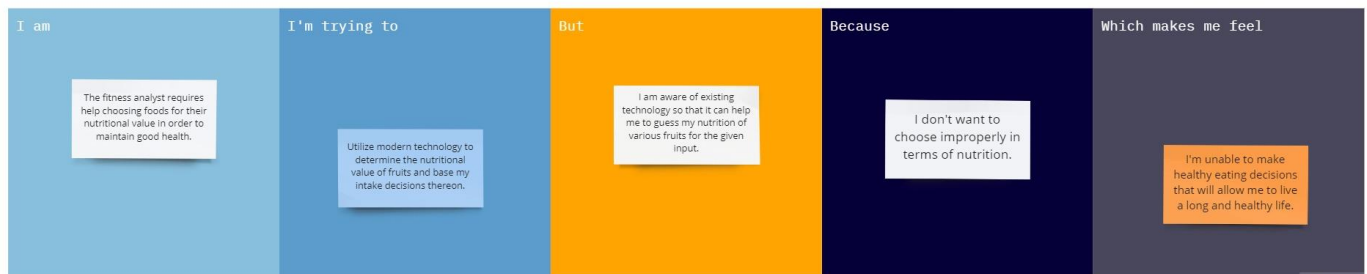 I am
The fitness analyst requires
help choosing foods for their
nutritional value in order to
maintain good health.
I'm trying to
Utilize modern technology to
determine the nutritional
value of fruits and base my
intake decisions thereon.
But
I am aware of existing
technology so that it can help
me to guess my nutrition of
various fruits for the given
input.
Because
I don't want to
choose improperly in
terms of nutrition.
Which makes me feel
I'm unable to make
healthy eating decisions
that will allow me to live
a long and healthy life.